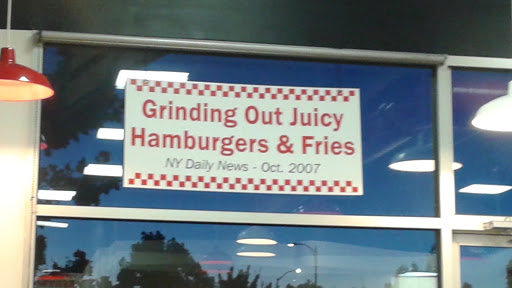 Grinding Out Juicy
Hamburgers & Fries
NY Daily News - Oct. 2007